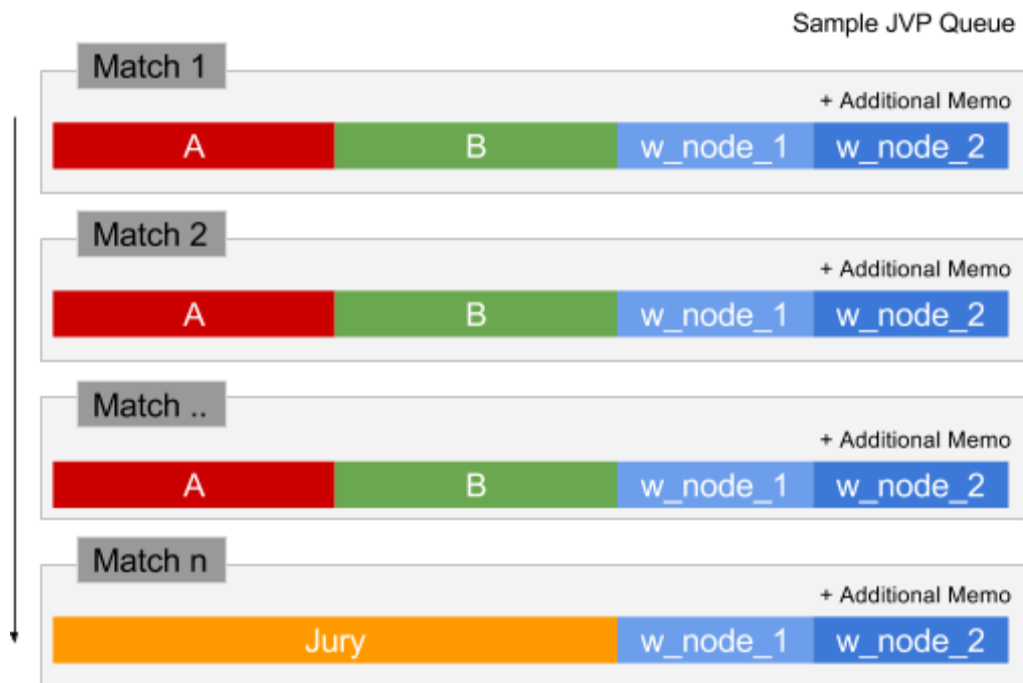 Sample JVP Queue
Match 1
+ Additional Memo
A B w_node_1 w_node_2
Match 2
+ Additional Memo
A B w_node_1 w_node_2
Match ..
+ Additional Memo
A B w_node_1 w_node_2
Match n
+ Additional Memo
Jury w_node_1 w_node_2